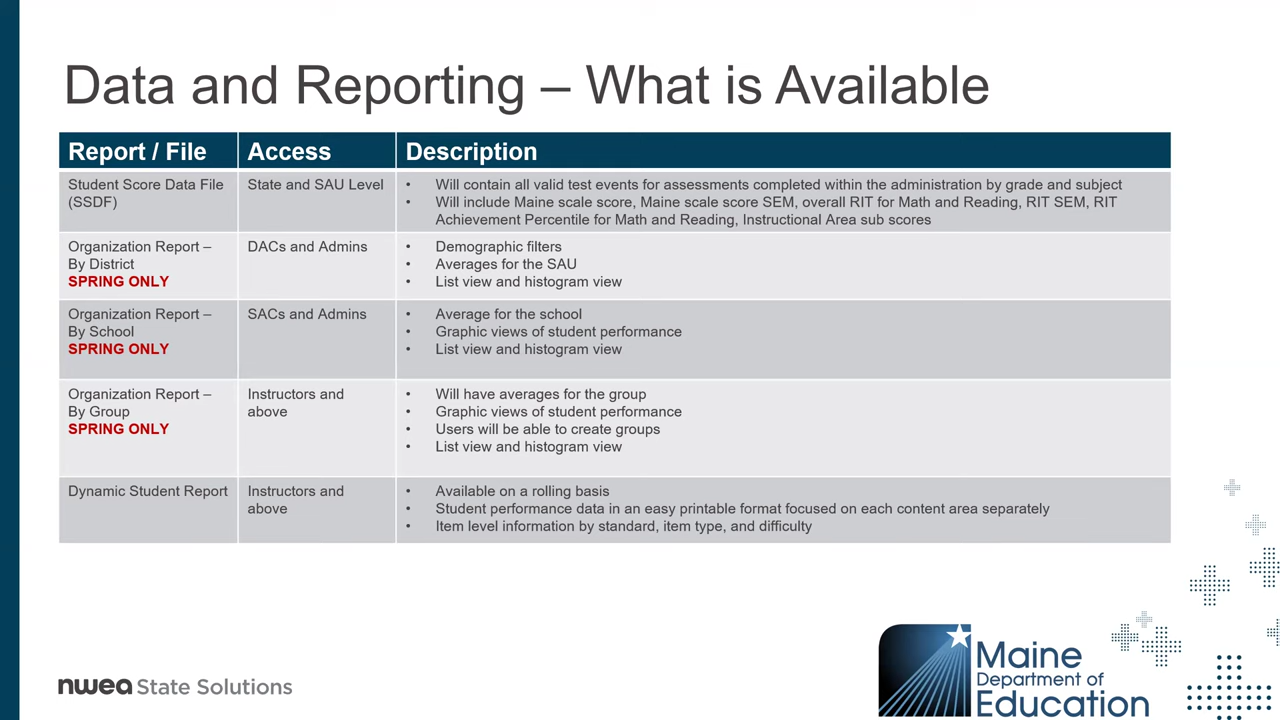 Data and Reporting – What is Available
Report / File
Access
Description
Student Score Data File
(SSDF)
State and SAU Level
• Will contain all valid test events for assessments completed within the administration by grade and subject
• Will include Maine scale score, Maine scale score SEM, overall RIT for Math and Reading, RIT SEM, RIT
Achievement Percentile for Math and Reading, Instructional Area sub scores
Organization Report –
By District
SPRING ONLY
DACs and Admins
• Demographic filters
• Averages for the SAU
• List view and histogram view
Organization Report –
By School
SPRING ONLY
SACs and Admins
• Average for the school
• Graphic views of student performance
• List view and histogram view
Organization Report –
By Group
SPRING ONLY
Instructors and
above
• Will have averages for the group
• Graphic views of student performance
• Users will be able to create groups
• List view and histogram view
Dynamic Student Report
Instructors and
above
• Available on a rolling basis
• Student performance data in an easy printable format focused on each content area separately
• Item level information by standard, item type, and difficulty
nwea State Solutions
Maine
Department of
Education